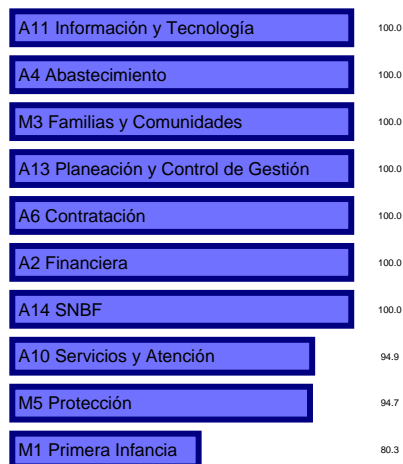 A11 Información y Tecnología 100.0
A4 Abastecimiento 100.0
M3 Familias y Comunidades 100.0
A13 Planeación y Control de Gestión 100.0
A6 Contratación 100.0
A2 Financiera 100.0
A14 SNBF 100.0
A10 Servicios y Atención 94.9
M5 Protección 94.7
M1 Primera Infancia 80.3